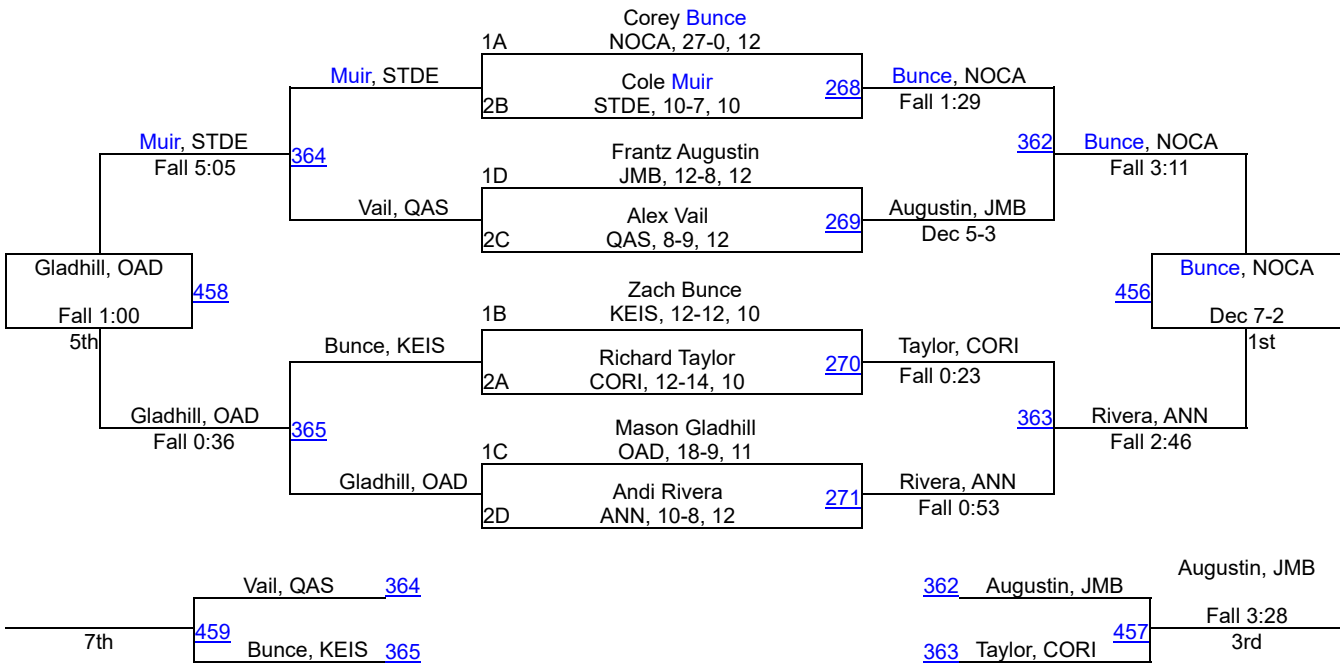 Corey Bunce
1A NOCA, 27-0, 12
Muir, STDE
Cole Muir
268
Bunce, NOCA
2B STDE, 10-7, 10
Fall 1:29
Muir, STDE
364
Fall 5:05
Frantz Augustin
362
Bunce, NOCA
Fall 3:11
1D JMB, 12-8, 12
Vail, QAS
Alex Vail
269
Augustin, JMB
2C QAS, 8-9, 12
Dec 5-3
Gladhill, OAD
458
Fall 1:00
5th
Bunce, NOCA
456
Dec 7-2
1st
Zach Bunce
1B KEIS, 12-12, 10
Bunce, KEIS
Richard Taylor
270
Taylor, CORI
2A CORI, 12-14, 10
Fall 0:23
Gladhill, OAD
365
Fall 0:36
Mason Gladhill
363
Rivera, ANN
Fall 2:46
1C OAD, 18-9, 11
Gladhill, OAD
Andi Rivera
271
Rivera, ANN
2D ANN, 10-8, 12
Fall 0:53
Vail, QAS 364
7th
459
Bunce, KEIS 365
362 Augustin, JMB
Augustin, JMB
Fall 3:28
457
3rd
363 Taylor, CORI